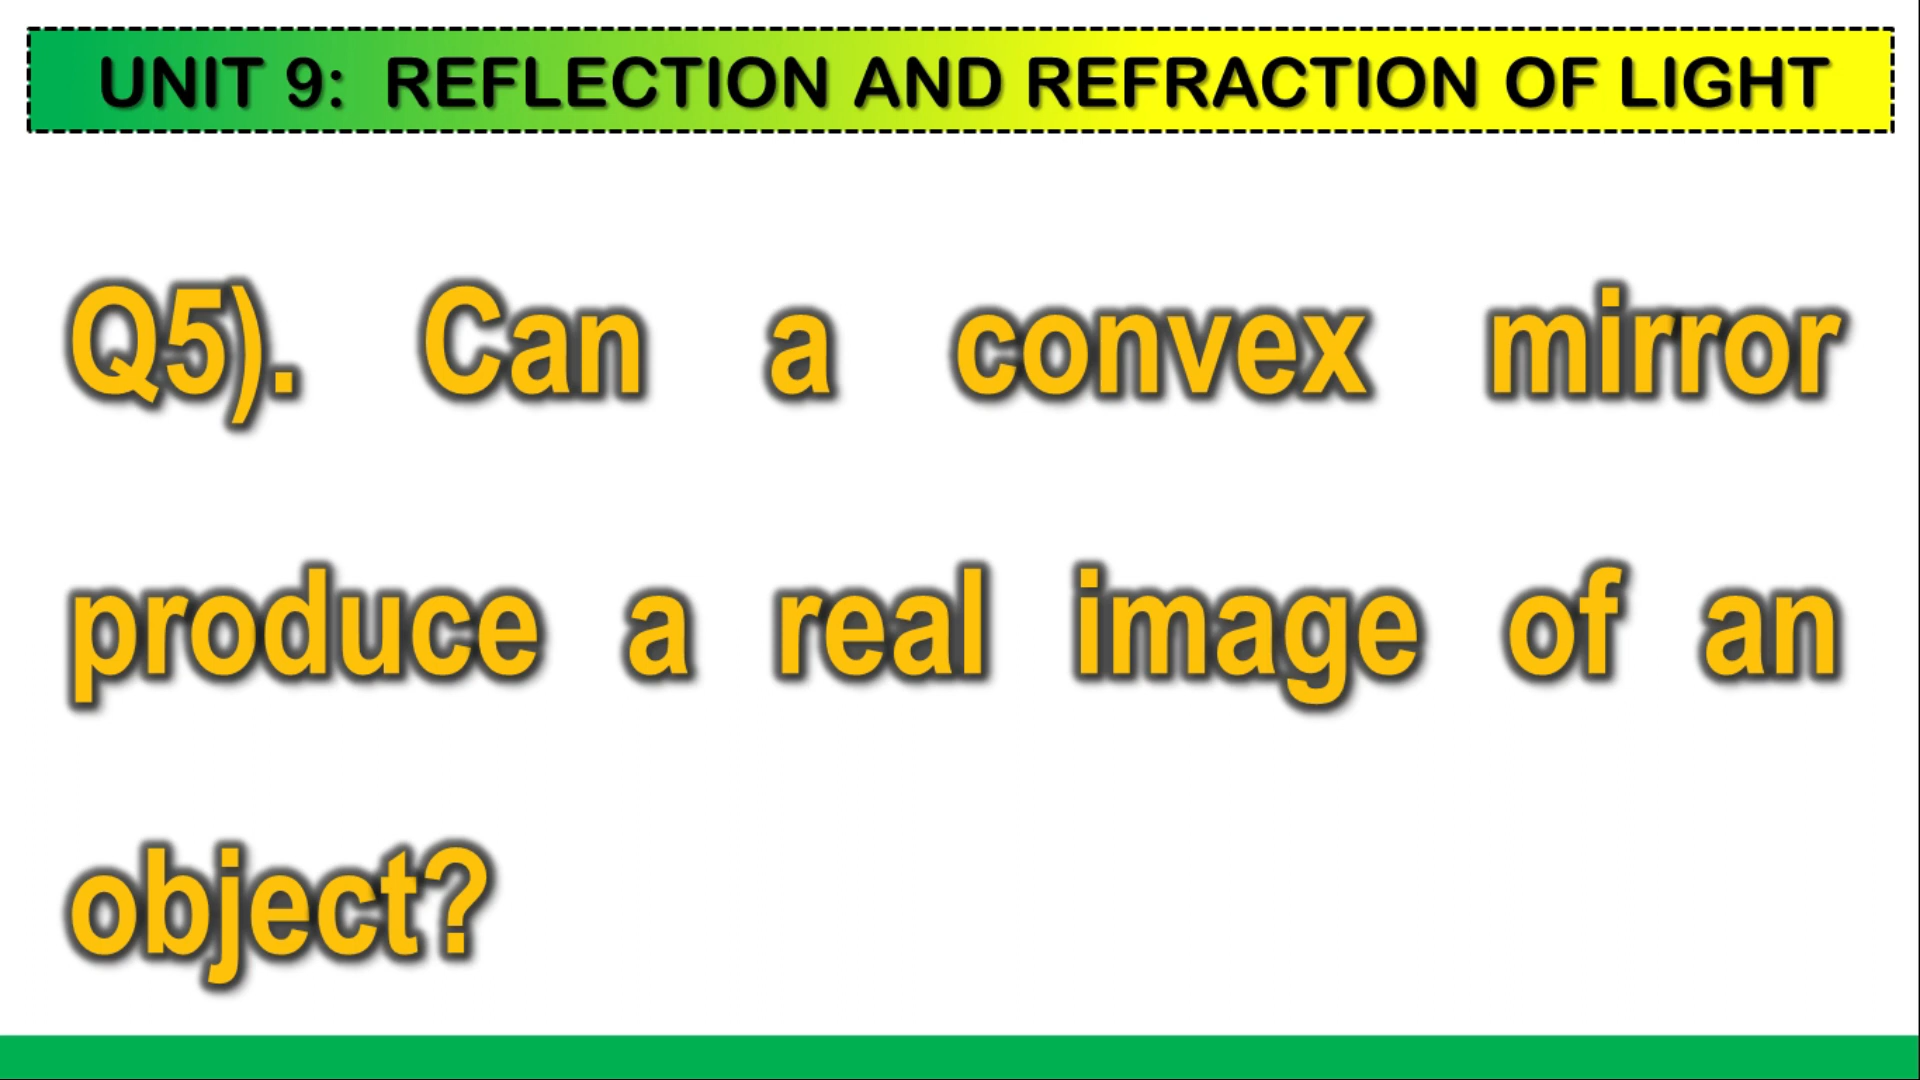 UNIT 9: REFLECTION AND REFRACTION OF LIGHT
Q5). Can a convex mirror
produce a real image of an
object?